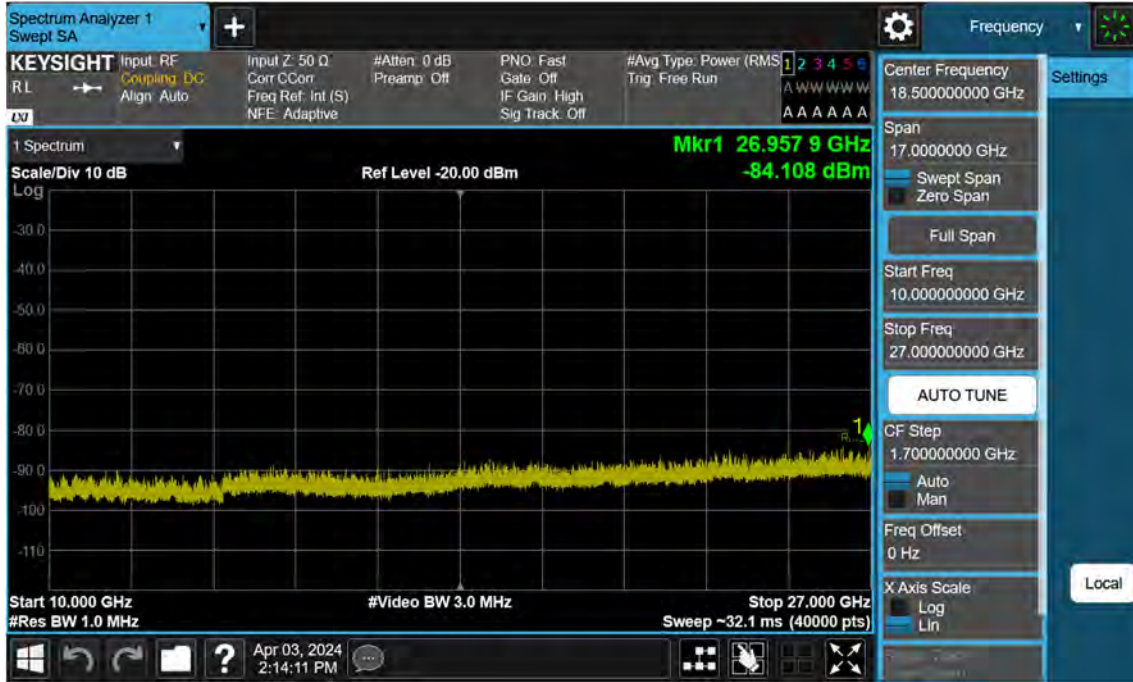 Spectrum Analyzer 1
Swept SA
Frequency
KEYSIGHT
RL
LXI
Input: RF
Coupling: DC
Align: Auto
Input Z: 50 Ω
Corr CCorr
Freq Ref: Int (S)
NFE: Adaptive
#Atten: 0 dB
Preamp: Off
PNO: Fast
Gate: Off
IF Gain: High
Sig Track: Off
#Avg Type: Power (RMS
Trig: Free Run
1 2 3 4 5 6
A W W W W W
A A A A A A
1 Spectrum
Scale/Div 10 dB
Ref Level -20.00 dBm
Mkr1 26.957 9 GHz
-84.108 dBm
Log
-30.0
-40.0
-50.0
-60.0
-70.0
-80.0
-90.0
-100
-110
1
Start 10.000 GHz
#Res BW 1.0 MHz
#Video BW 3.0 MHz
Stop 27.000 GHz
Sweep ~32.1 ms (40000 pts)
Center Frequency
18.500000000 GHz
Settings
Span
17.0000000 GHz
Swept Span
Zero Span
Full Span
Start Freq
10.000000000 GHz
Stop Freq
27.000000000 GHz
AUTO TUNE
CF Step
1.700000000 GHz
Auto
Man
Freq Offset
0 Hz
X Axis Scale
Log
Lin
Local
?
Apr 03, 2024
2:14:11 PM